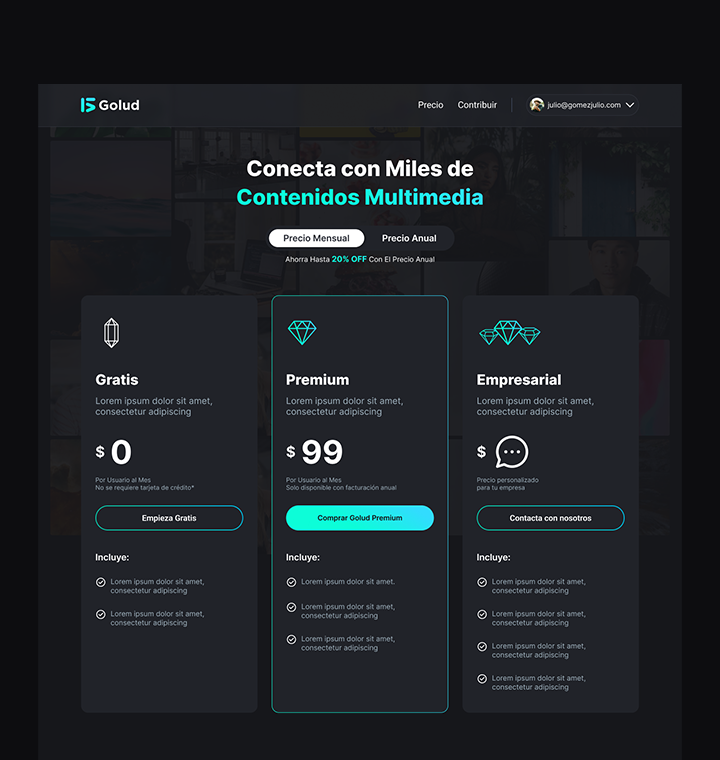 Golud
Precio
Contribuir
julio@gomezjulio.com
Conecta con Miles de
Contenidos Multimedia
Precio Mensual
Precio Anual
Ahorra Hasta 20% OFF Con El Precio Anual
Gratis
Lorem ipsum dolor sit amet,
consectetur adipiscing
$ 0
Por Usuario al Mes
No se requiere tarjeta de crédito*
Empieza Gratis
Incluye:
Lorem ipsum dolor sit amet,
consectetur adipiscing
Lorem ipsum dolor sit amet,
consectetur adipiscing
Premium
Lorem ipsum dolor sit amet,
consectetur adipiscing
$ 99
Por Usuario al Mes
Solo disponible con facturación anual
Comprar Golud Premium
Incluye:
Lorem ipsum dolor sit amet.
Lorem ipsum dolor sit amet,
consectetur adipiscing
Lorem ipsum dolor sit amet,
consectetur adipiscing
Empresarial
Lorem ipsum dolor sit amet,
consectetur adipiscing
$
Precio personalizado
para tu empresa
Contacta con nosotros
Incluye:
Lorem ipsum dolor sit amet,
consectetur adipiscing
Lorem ipsum dolor sit amet,
consectetur adipiscing
Lorem ipsum dolor sit amet,
consectetur adipiscing
Lorem ipsum dolor sit amet,
consectetur adipiscing